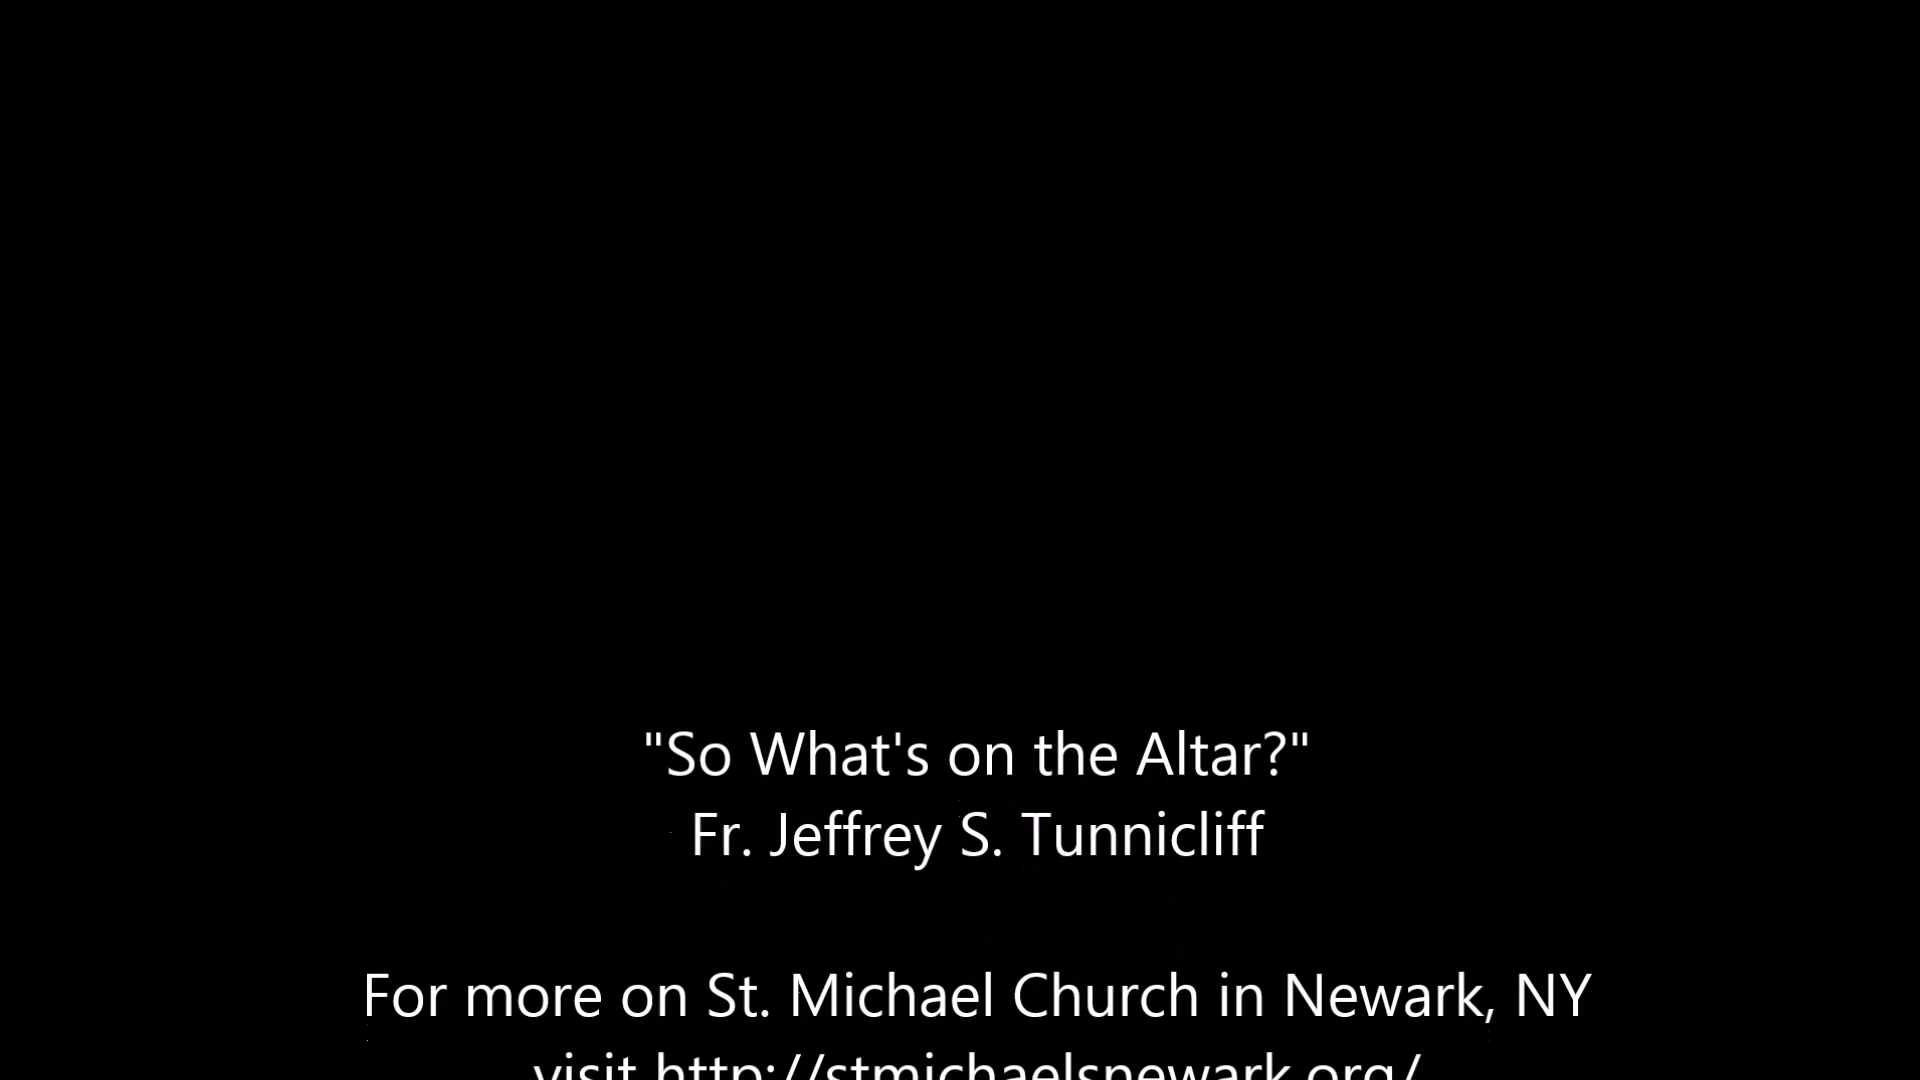 "So What's on the Altar?"
Fr. Jeffrey S. Tunnicliff
For more on St. Michael Church in Newark, NY
visit http://stmichaelsnewark.org/